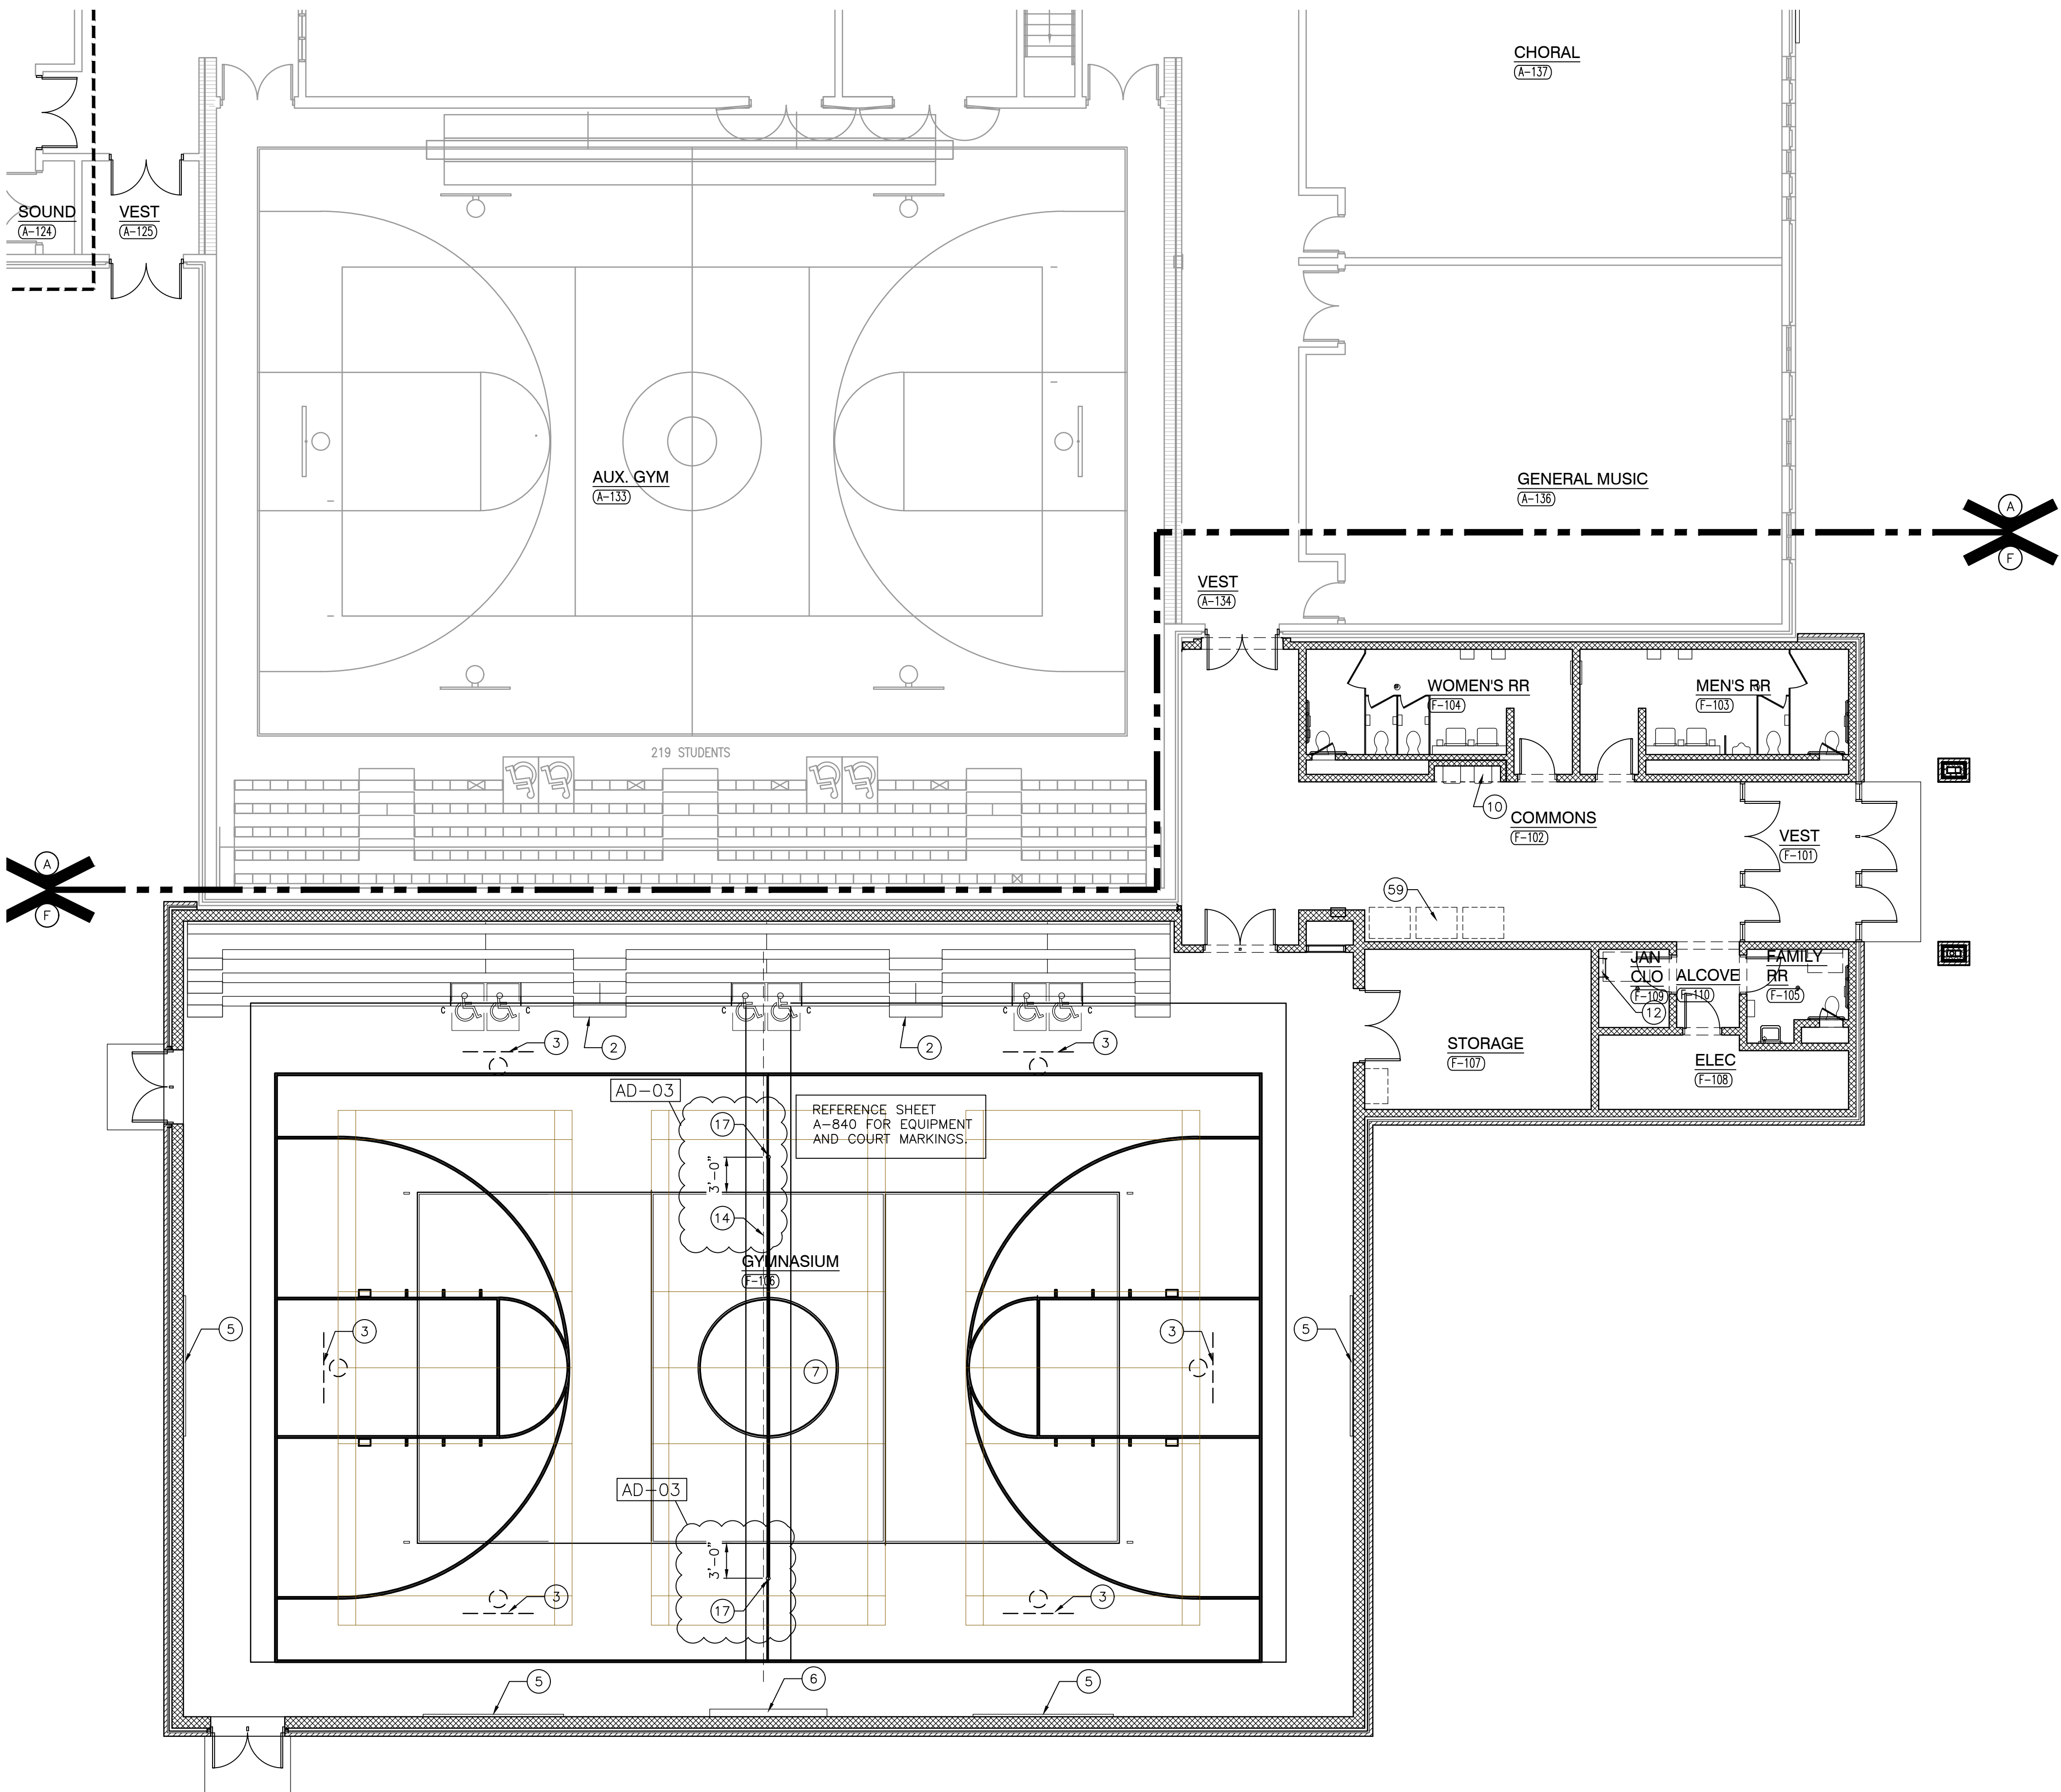 CHORAL
A-137
SOUND
A-124
VEST
A-125
AUX. GYM
A-133
GENERAL MUSIC
A-136
A
F
VEST
A-134
WOMEN'S RR
F-104
MEN'S RR
F-103
219 STUDENTS
10
COMMONS
F-102
VEST
F-101
A
F
59
JAN
CLO
F-109
ALCOVE
F-110
FAMILY
RR
F-105
12
C
C
C
C
C
C
3
2
2
3
STORAGE
F-107
ELEC
F-108
AD-03
REFERENCE SHEET
A-840 FOR EQUIPMENT
AND COURT MARKINGS.
17
3'-0"
14
GYMNASIUM
F-106
5
3
3
5
7
AD-03
3'-0"
3
17
3
5
6
5